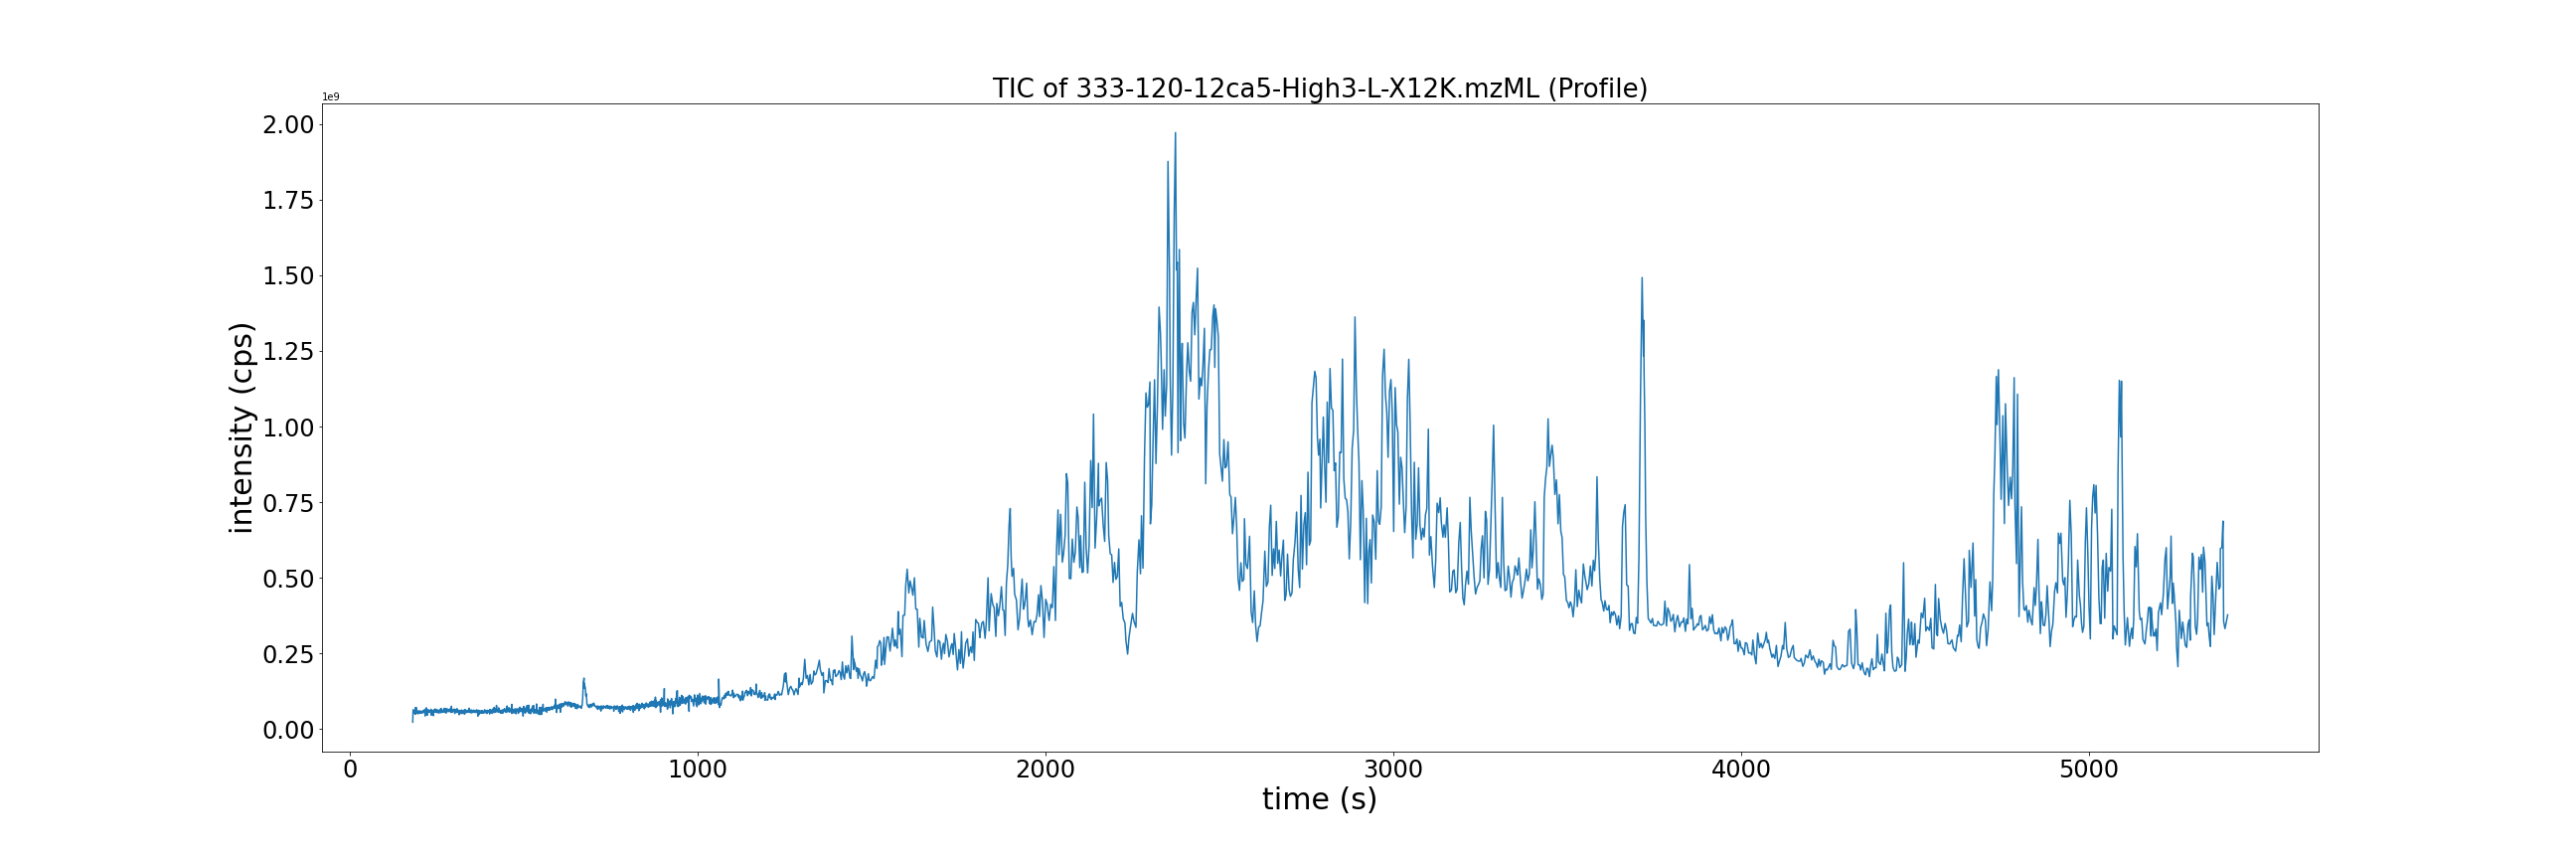 TIC of 333-120-12ca5-High3-L-X12K.mzML (Profile)
1e9
2.00
1.75
1.50
1.25
1.00
0.75
0.50
0.25
0.00
intensity (cps)
0 1000 2000 3000 4000 5000
time (s)